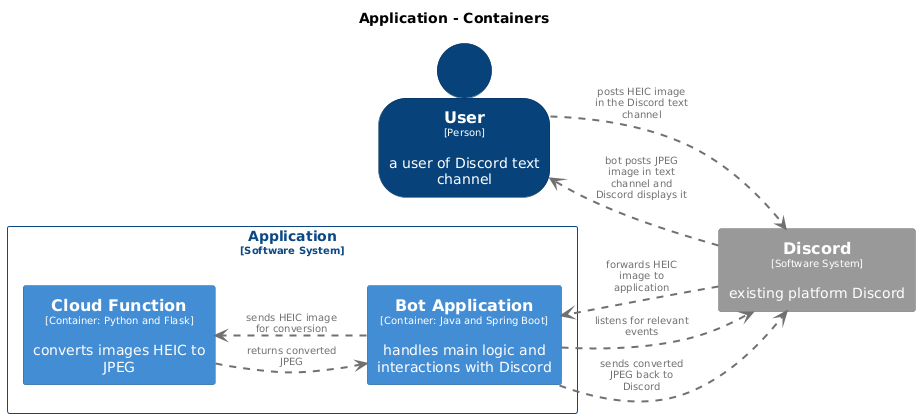 Application - Containers
User
[Person]
a user of Discord text
channel
posts HEIC image
in the Discord text
channel
bot posts JPEG
image in text
channel and
Discord displays it
Application
[Software System]
Discord
[Software System]
existing platform Discord
forwards HEIC
image to
application
Cloud Function
[Container: Python and Flask]
converts images HEIC to
JPEG
sends HEIC image
for conversion
returns converted
JPEG
Bot Application
[Container: Java and Spring Boot]
handles main logic and
interactions with Discord
listens for relevant
events
sends converted
JPEG back to
Discord